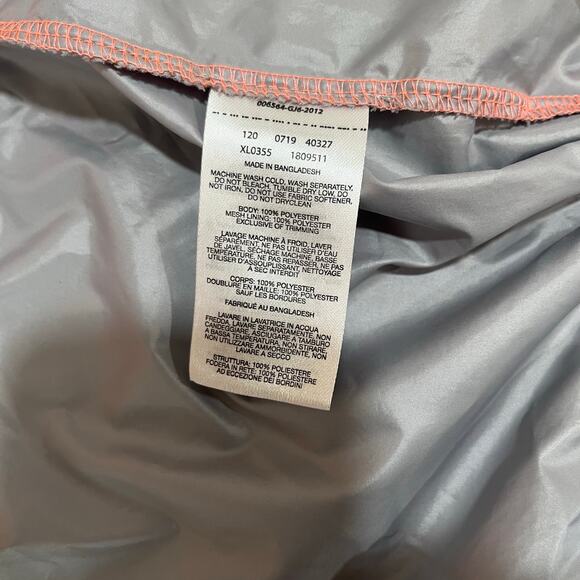 006564-GJ6-2012
120 0719 40327
XL0355 1809511
MADE IN BANGLADESH
MACHINE WASH COLD, WASH SEPARATELY,
DO NOT BLEACH, TUMBLE DRY LOW, DO
NOT IRON, DO NOT USE FABRIC SOFTENER,
DO NOT DRYCLEAN
BODY: 100% POLYESTER
MESH LINING: 100% POLYESTER
EXCLUSIVE OF TRIMMING
LAVAGE MACHINE À FROID, LAVER
SÉPARÉMENT, NE PAS UTILISER D'EAU
DE JAVEL, SÉCHAGE MACHINE, BASSE
TEMPÉRATURE, NE PAS REPASSER, NE PAS
UTILISER D'ASSOUPLISSANT, NETTOYAGE
A SEC INTERDIT
CORPS: 100% POLYESTER
DOUBLURE EN MAILLE: 100% POLYESTER
SAUF LES BORDURES
FABRIQUÉ AU BANGLADESH
LAVARE IN LAVATRICE IN ACQUA
FREDDA, LAVARE SEPARATAMENTE, NON
CANDEGGIARE, ASCIUGARE A TAMBURO
A BASSA TEMPERATURA, NON STIRARE
NON UTILIZZARE AMMORBIDENTE, NON
LAVARE A SECCO
STRUTTURA: 100% POLIESTERE
FODERA IN RETE: 100% POLIESTERE
AD ECCEZIONE DEI BORDINI